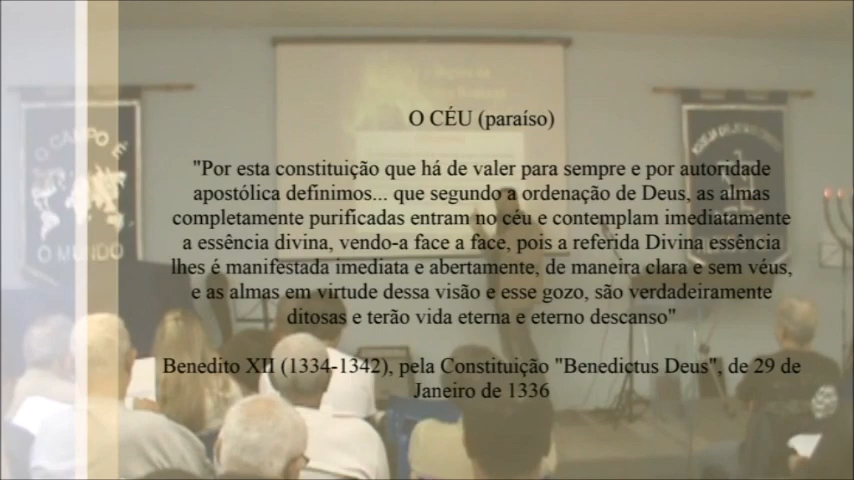 O CÉU (paraíso)
"Por esta constituição que há de valer para sempre e por autoridade
apostólica definimos... que segundo a ordenação de Deus, as almas
completamente purificadas entram no céu e contemplam imediatamente
a essência divina, vendo-a face a face, pois a referida Divina essência
lhes é manifestada imediata e abertamente, de maneira clara e sem véus,
e as almas em virtude dessa visão e esse gozo, são verdadeiramente
ditosas e terão vida eterna e eterno descanso"
Benedito XII (1334-1342), pela Constituição "Benedictus Deus", de 29 de
Janeiro de 1336
O CAMPO É
O MUNDO